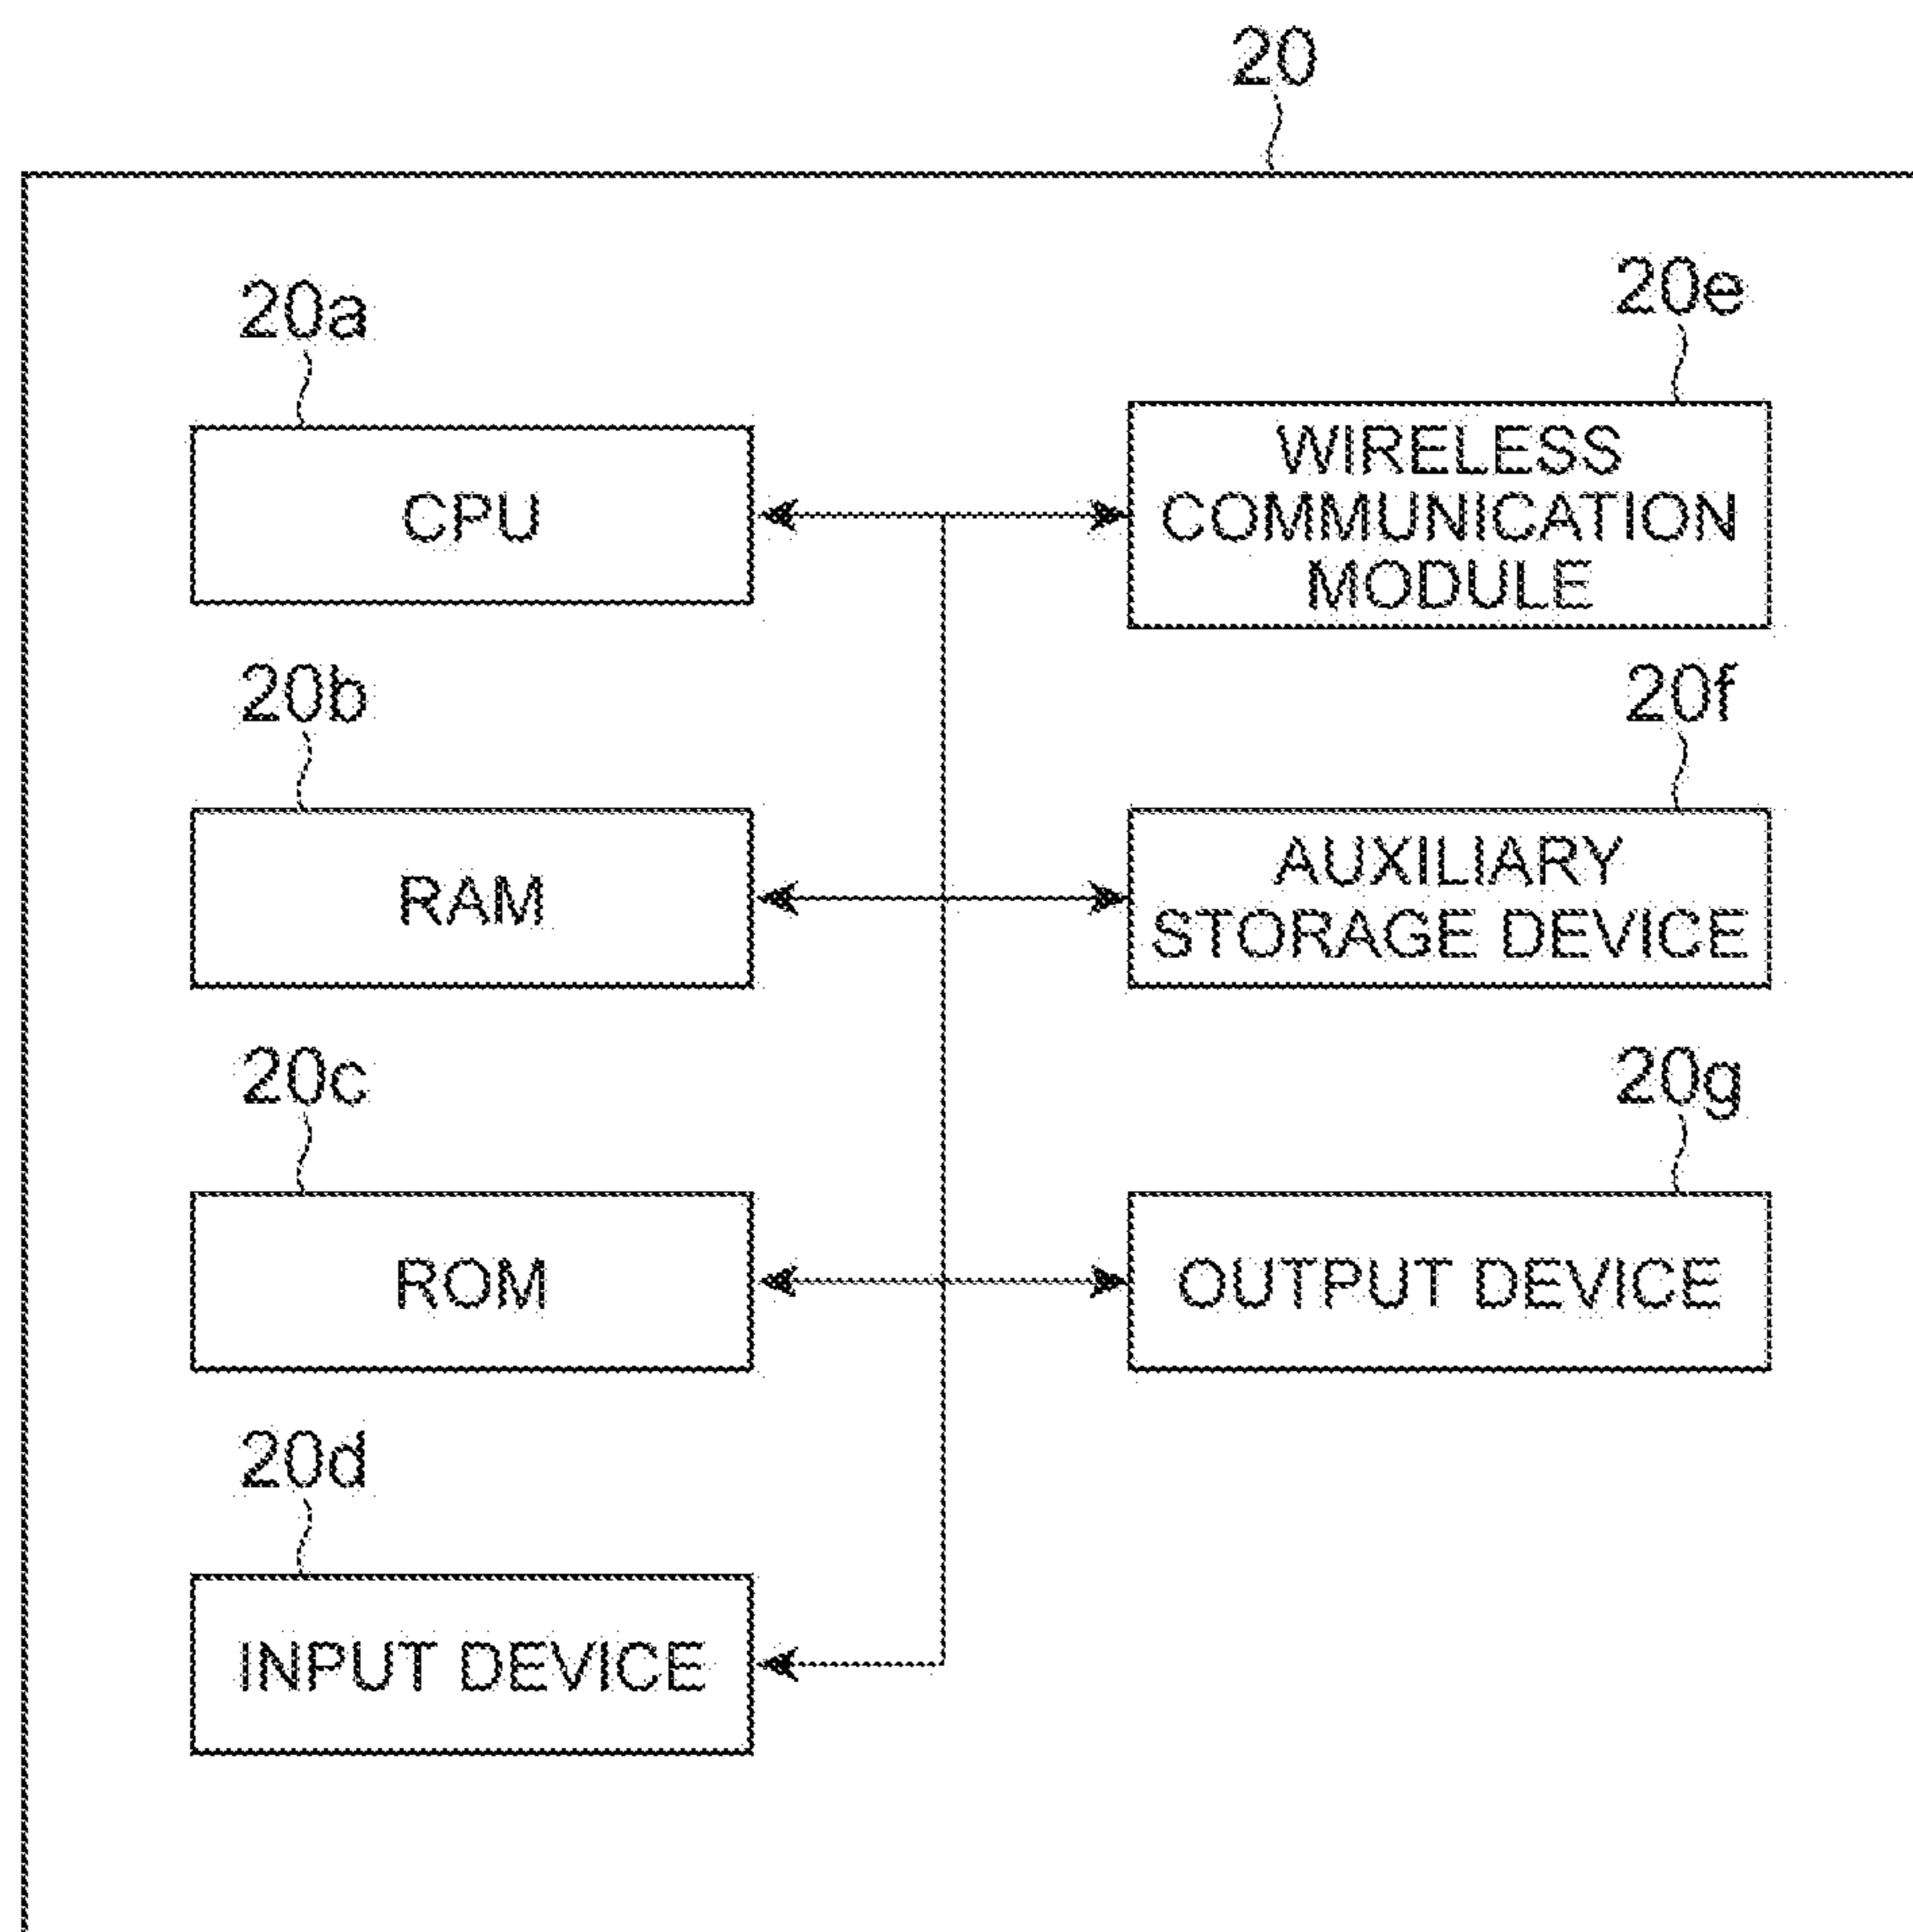 20
20a
CPU
20b
RAM
20c
ROM
20d
INPUT DEVICE
20e
WIRELESS
COMMUNICATION
MODULE
20f
AUXILIARY
STORAGE DEVICE
20g
OUTPUT DEVICE